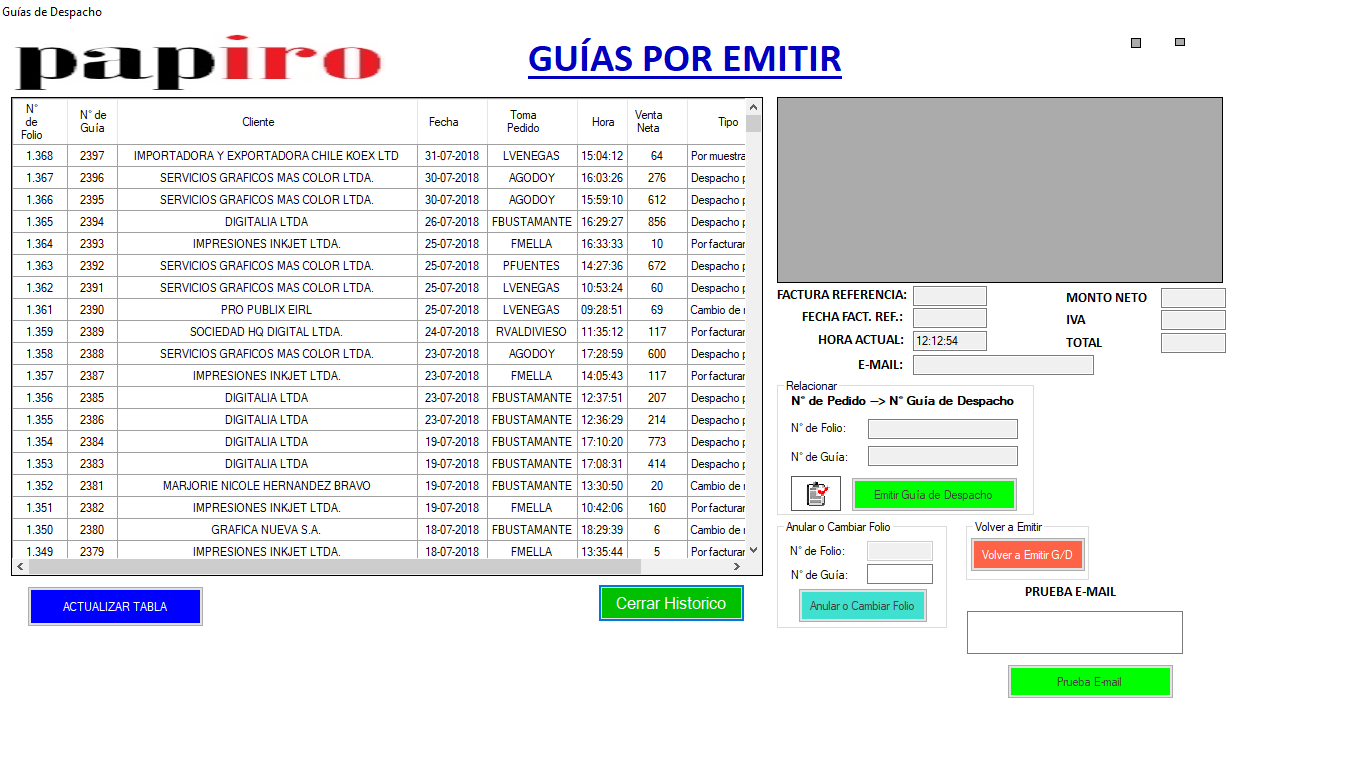 Guías de Despacho
papiro
GUÍAS POR EMITIR
N° de Folio N° de Guía Cliente Fecha Toma Pedido Hora Venta Neta Tipo
1.368 2397 IMPORTADORA Y EXPORTADORA CHILE KOEX LTD 31-07-2018 LVENEGAS 15:04:12 64 Por muestra
1.367 2396 SERVICIOS GRAFICOS MAS COLOR LTDA. 30-07-2018 AGODOY 16:03:26 276 Despacho p
1.366 2395 SERVICIOS GRAFICOS MAS COLOR LTDA. 30-07-2018 AGODOY 15:59:10 612 Despacho p
1.365 2394 DIGITALIA LTDA 26-07-2018 FBUSTAMANTE 16:29:27 856 Despacho p
1.364 2393 IMPRESIONES INKJET LTDA. 25-07-2018 FMELLA 16:33:33 10 Por facturar
1.363 2392 SERVICIOS GRAFICOS MAS COLOR LTDA. 25-07-2018 PFUENTES 14:27:36 672 Despacho p
1.362 2391 SERVICIOS GRAFICOS MAS COLOR LTDA. 25-07-2018 LVENEGAS 10:53:24 60 Despacho p
1.361 2390 PRO PUBLIX EIRL 25-07-2018 LVENEGAS 09:28:51 69 Cambio de r
1.359 2389 SOCIEDAD HQ DIGITAL LTDA. 24-07-2018 RVALDIVIESO 11:35:12 117 Por facturar
1.358 2388 SERVICIOS GRAFICOS MAS COLOR LTDA. 23-07-2018 AGODOY 17:28:59 600 Despacho p
1.357 2387 IMPRESIONES INKJET LTDA. 23-07-2018 FMELLA 14:05:43 117 Por facturar
1.356 2385 DIGITALIA LTDA 23-07-2018 FBUSTAMANTE 12:37:51 207 Despacho p
1.355 2386 DIGITALIA LTDA 23-07-2018 FBUSTAMANTE 12:36:29 214 Despacho p
1.354 2384 DIGITALIA LTDA 19-07-2018 FBUSTAMANTE 17:10:20 773 Despacho p
1.353 2383 DIGITALIA LTDA 19-07-2018 FBUSTAMANTE 17:08:31 414 Despacho p
1.352 2381 MARJORIE NICOLE HERNANDEZ BRAVO 19-07-2018 FBUSTAMANTE 13:30:50 20 Cambio de r
1.351 2382 IMPRESIONES INKJET LTDA. 19-07-2018 FMELLA 10:42:06 160 Por facturar
1.350 2380 GRAFICA NUEVA S.A. 18-07-2018 FBUSTAMANTE 18:29:39 6 Cambio de r
1.349 2379 IMPRESIONES INKJET LTDA. 18-07-2018 FMELLA 13:35:44 5 Por facturar
ACTUALIZAR TABLA
Cerrar Historico
FACTURA REFERENCIA:
FECHA FACT. REF.:
HORA ACTUAL: 12:12:54
E-MAIL:
MONTO NETO
IVA
TOTAL
Relacionar
N° de Pedido --> N° Guía de Despacho
N° de Folio:
N° de Guía:
Emitir Guía de Despacho
Anular o Cambiar Folio
N° de Folio:
N° de Guía:
Anular o Cambiar Folio
Volver a Emitir
Volver a Emitir G/D
PRUEBA E-MAIL
Prueba E-mail